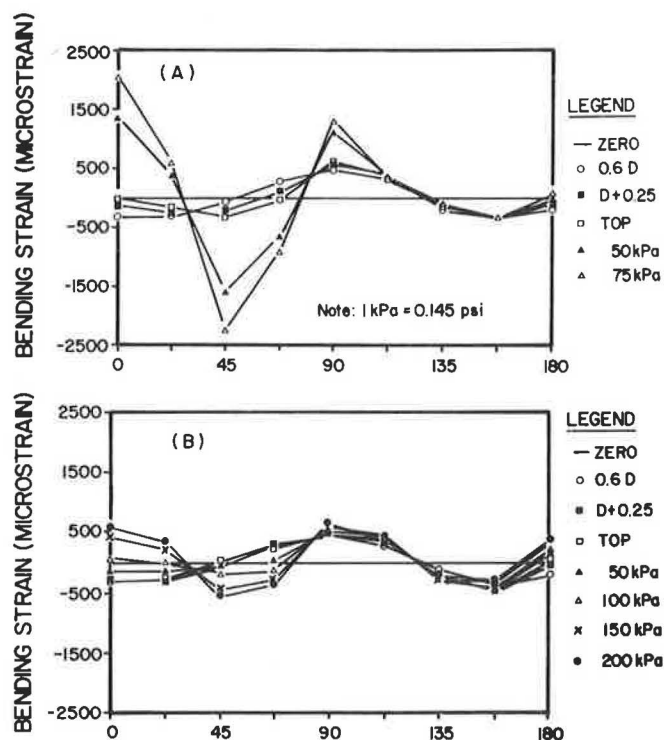 BENDING STRAIN (MICROSTRAIN)
2500
1500
500
-500
-1500
-2500
(A)
Note: 1 kPa = 0.145 psi
0
45
90
135
180
LEGEND
ZERO
0.6 D
D+0.25
TOP
50 kPa
75 kPa
BENDING STRAIN (MICROSTRAIN)
2500
1500
500
-500
-1500
-2500
(B)
0
45
90
135
180
LEGEND
ZERO
0.6 D
D+0.25
TOP
50 kPa
100 kPa
150 kPa
200 kPa